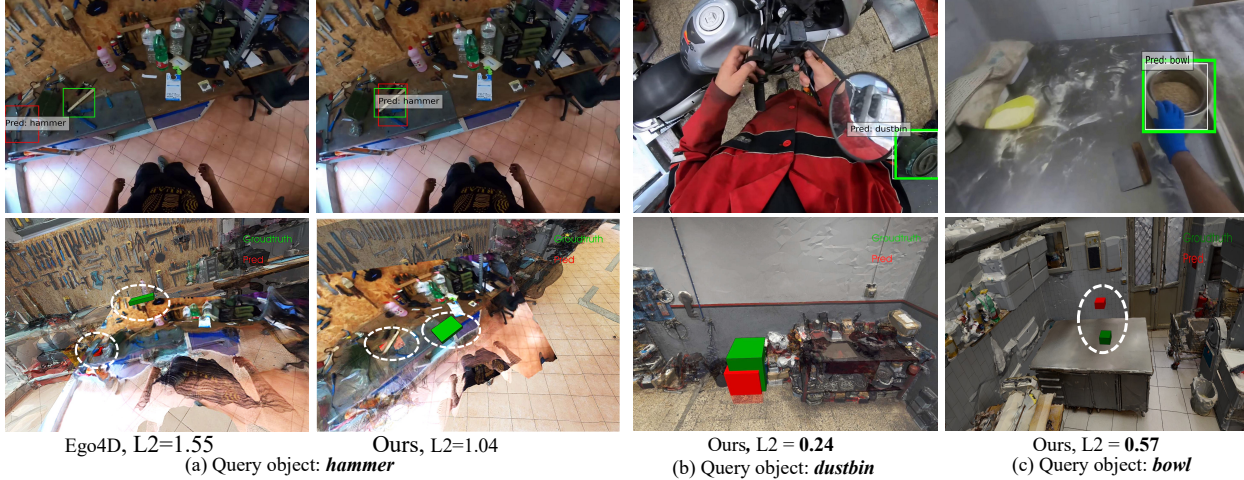 Pred: hammer
Pred: hammer
Pred: dustbin
Pred: bowl
Groudtruth
Pred
Groudtruth
Pred
Groudtruth
Pred
Groudtruth
Pred
Ego4D, L2=1.55
Ours, L2=1.04
Ours, L2 = 0.24
Ours, L2 = 0.57
(a) Query object: hammer
(b) Query object: dustbin
(c) Query object: bowl